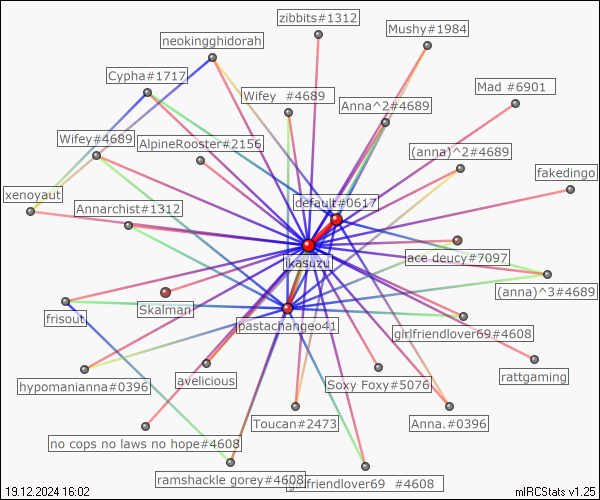 zibbits#1312
Mushy#1984
neokingghidorah
Cypha#1717
Mad #6901
Wifey #4689
Anna^2#4689
Wifey#4689
AlpineRooster#2156
(anna)^2#4689
fakedingo
xenoyaut
Annarchist#1312
default#0617
ace deucy#7097
ikasuzu
(anna)^3#4689
Skalman
frisout
pastachangeo41
girlfriendlover69#4608
hypomanianna#0396
avelicious
Soxy Foxy#5076
rattgaming
Toucan#2473
Anna.#0396
no cops no laws no hope#4608
ramshackle gorey#4608
girlfriendlover69 #4608
19.12.2024 16:02
mIRCStats v1.25